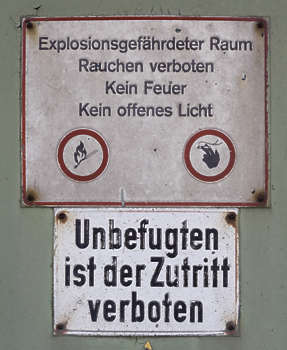 Explosionsgefährdeter Raum
Rauchen verboten
Kein Feuer
Kein offenes Licht
Unbefugten
ist der Zutritt
verboten